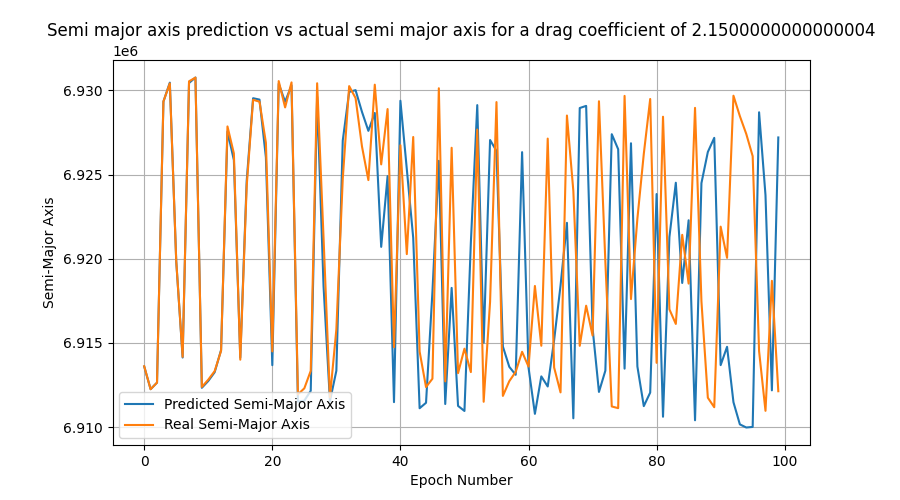 Semi major axis prediction vs actual semi major axis for a drag coefficient of 2.1500000000000004
1e6
6.930
6.925
6.920
6.915
6.910
Semi-Major Axis
Predicted Semi-Major Axis
Real Semi-Major Axis
0 20 40 60 80 100
Epoch Number